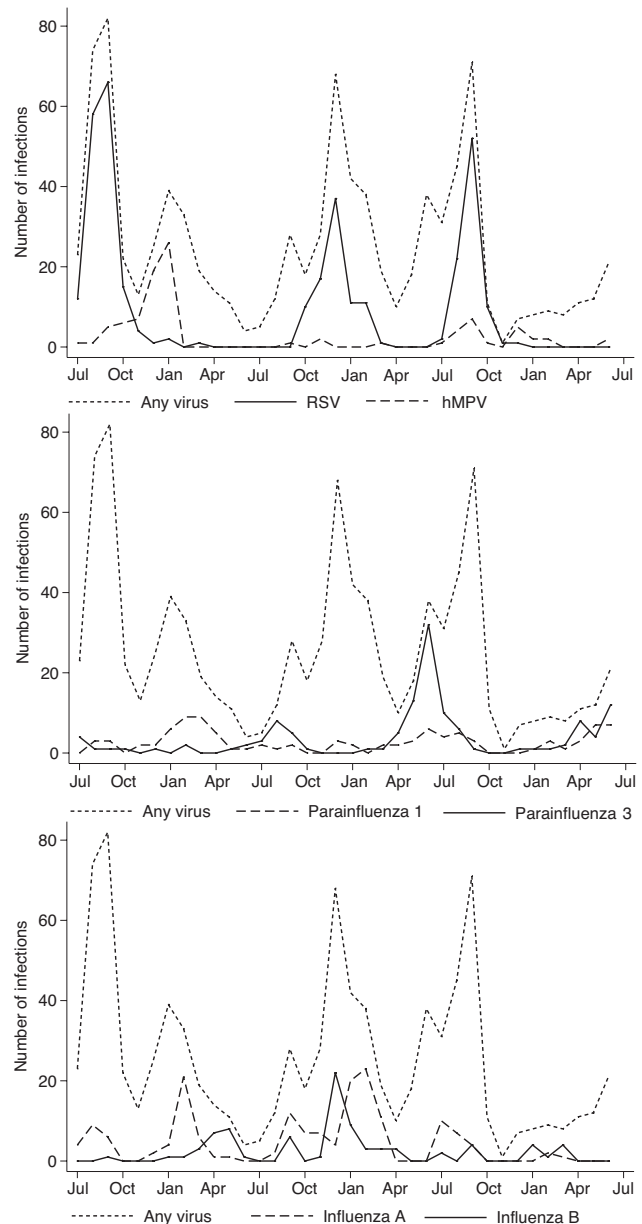 80
60
40
20
0
Number of infections
Jul Oct Jan Apr Jul Oct Jan Apr Jul Oct Jan Apr Jul
Any virus RSV hMPV
80
60
40
20
0
Number of infections
Jul Oct Jan Apr Jul Oct Jan Apr Jul Oct Jan Apr Jul
Any virus Parainfluenza 1 Parainfluenza 3
80
60
40
20
0
Number of infections
Jul Oct Jan Apr Jul Oct Jan Apr Jul Oct Jan Apr Jul
Any virus Influenza A Influenza B